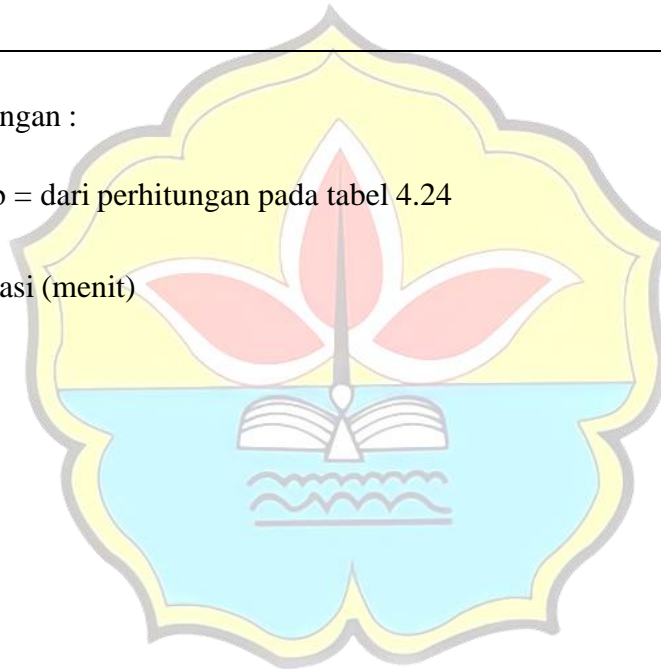 ngan :
o = dari perhitungan pada tabel 4.24
asi (menit)